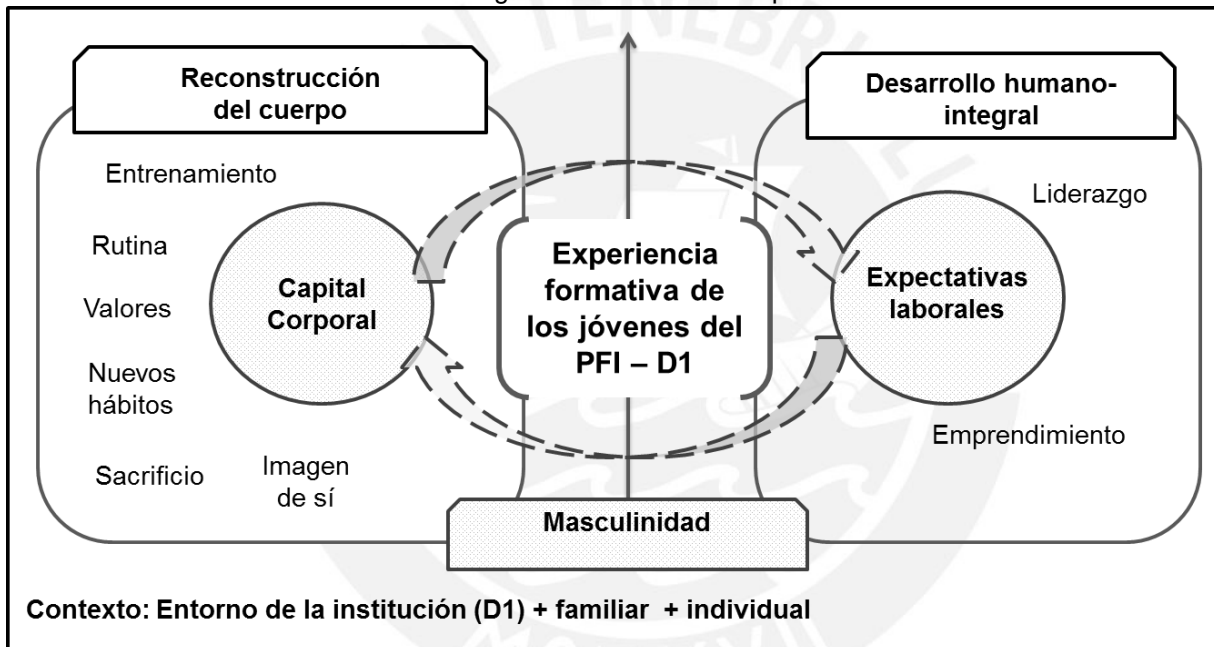 Reconstrucción
del cuerpo
Desarrollo humano-
integral
Entrenamiento
Rutina
Valores
Nuevos
hábitos
Sacrificio
Imagen
de sí
Capital
Corporal
Experiencia
formativa de
los jóvenes del
PFI – D1
Liderazgo
Expectativas
laborales
Emprendimiento
Masculinidad
Contexto: Entorno de la institución (D1) + familiar + individual